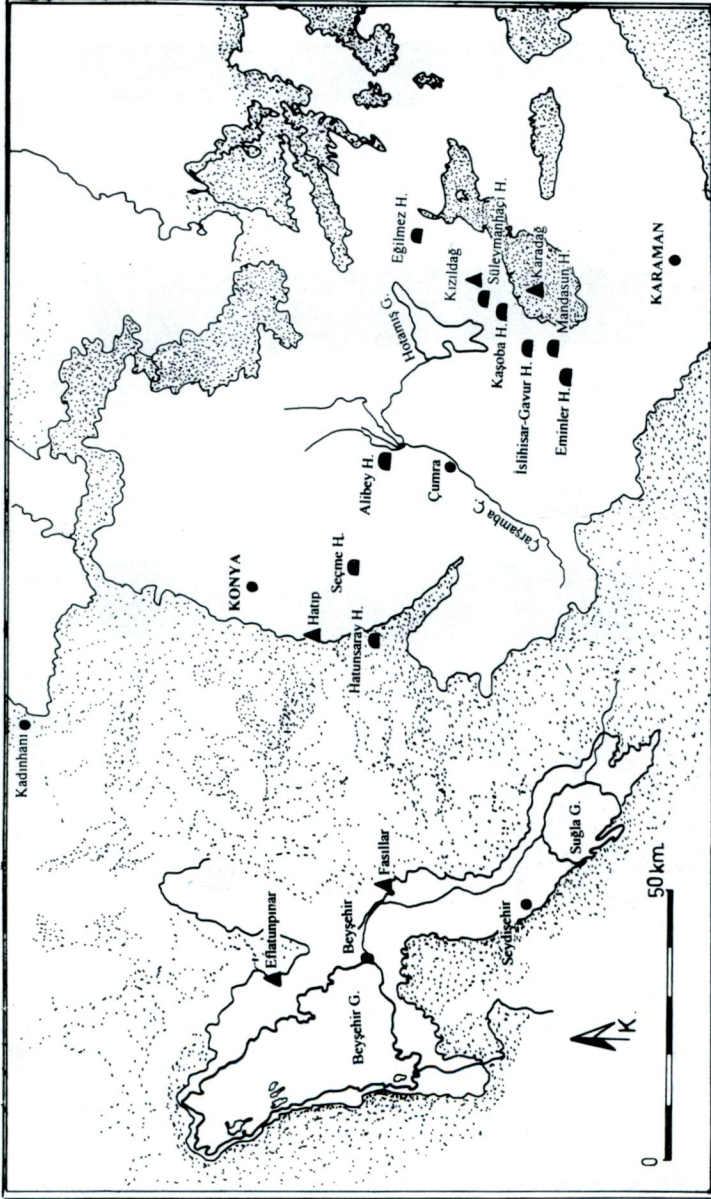 Kadınhanı
KONYA
Hatıp
Seçme H.
Hatunsaray H.
Alibey H.
Çumra
Çarşamba Ç.
Hotamış G.
Eğilmez H.
Kızıldağ
Süleymanhacı H.
Kaşoba H.
Karadağ
İslihisar-Gavur H.
Mandasun H.
Eminler H.
KARAMAN
Eflatunpınar
Fasıllar
Beyşehir
Beyşehir G.
Seydişehir
Suğla G.
K
0
50 km.